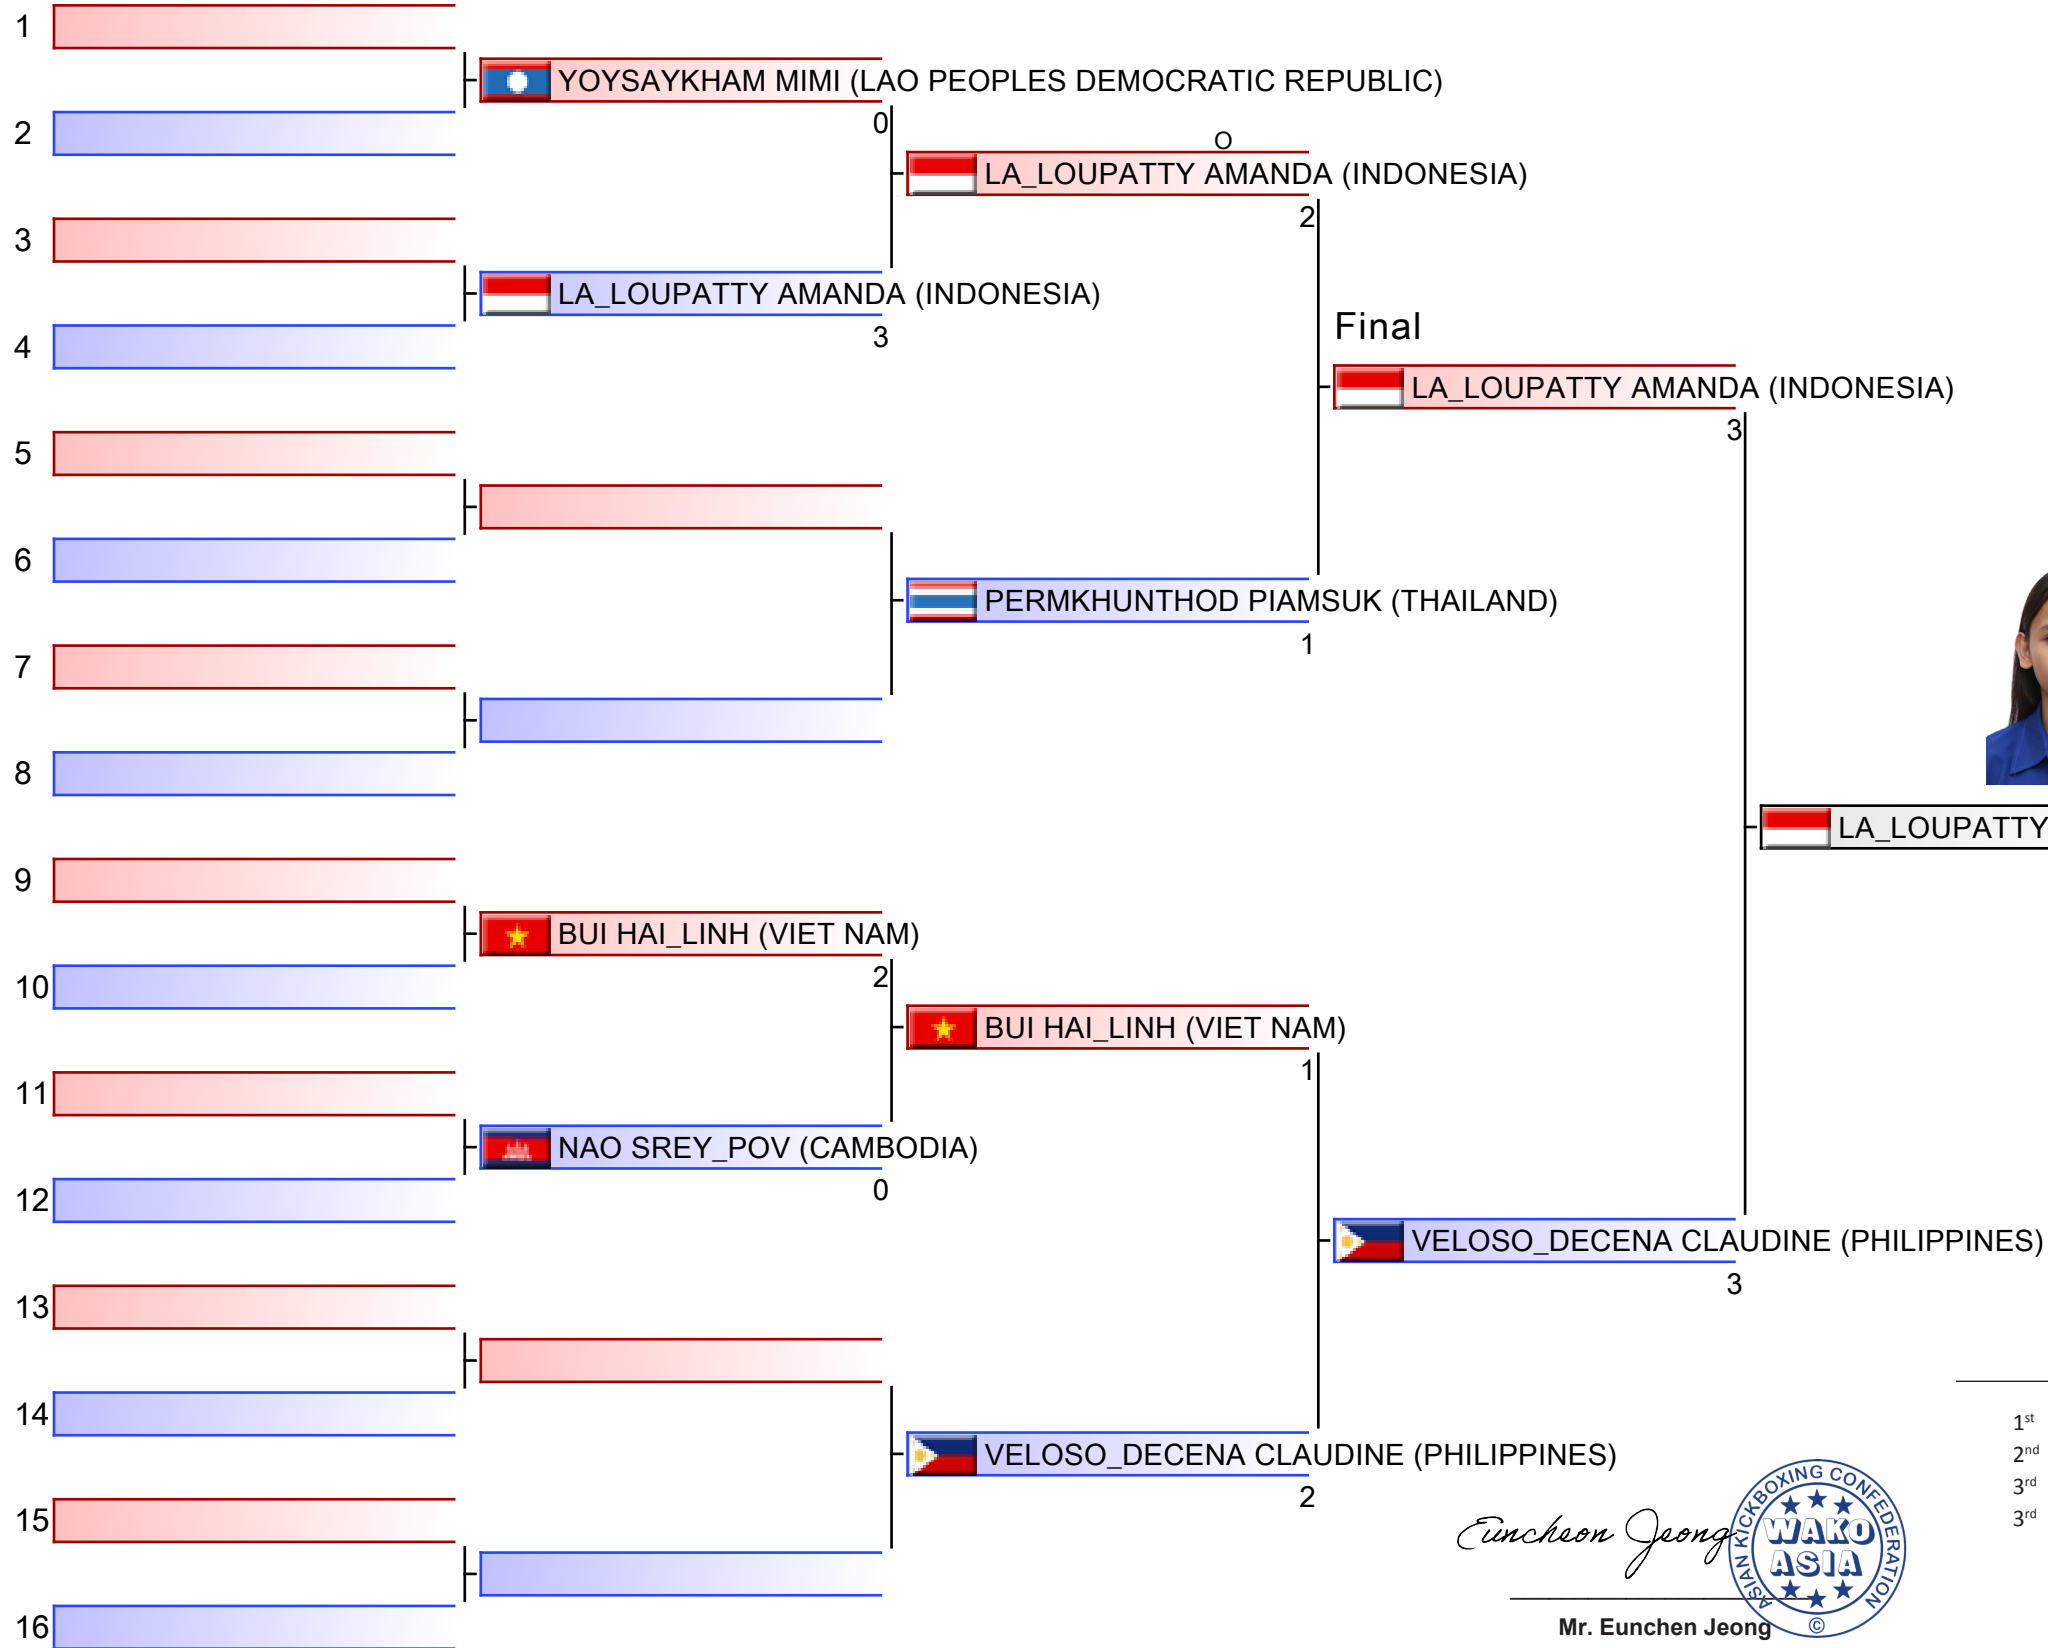 1
YOYSAYKHAM MIMI (LAO PEOPLES DEMOCRATIC REPUBLIC)
0
2
O
LA_LOUPATTY AMANDA (INDONESIA)
2
3
LA_LOUPATTY AMANDA (INDONESIA)
3
4
Final
LA_LOUPATTY AMANDA (INDONESIA)
3
5
6
PERMKHUNTHOD PIAMSUK (THAILAND)
1
7
8
LA_LOUPATTY
9
BUI HAI_LINH (VIET NAM)
2
10
BUI HAI_LINH (VIET NAM)
1
11
NAO SREY_POV (CAMBODIA)
0
12
VELOSO_DECENA CLAUDINE (PHILIPPINES)
3
13
14
VELOSO_DECENA CLAUDINE (PHILIPPINES)
2
15
16
1st
2nd
3rd
3rd
Euncheon Jeong
ASIAN KICKBOXING CONFEDERATION
WAKO
ASIA
©
Mr. Eunchen Jeong